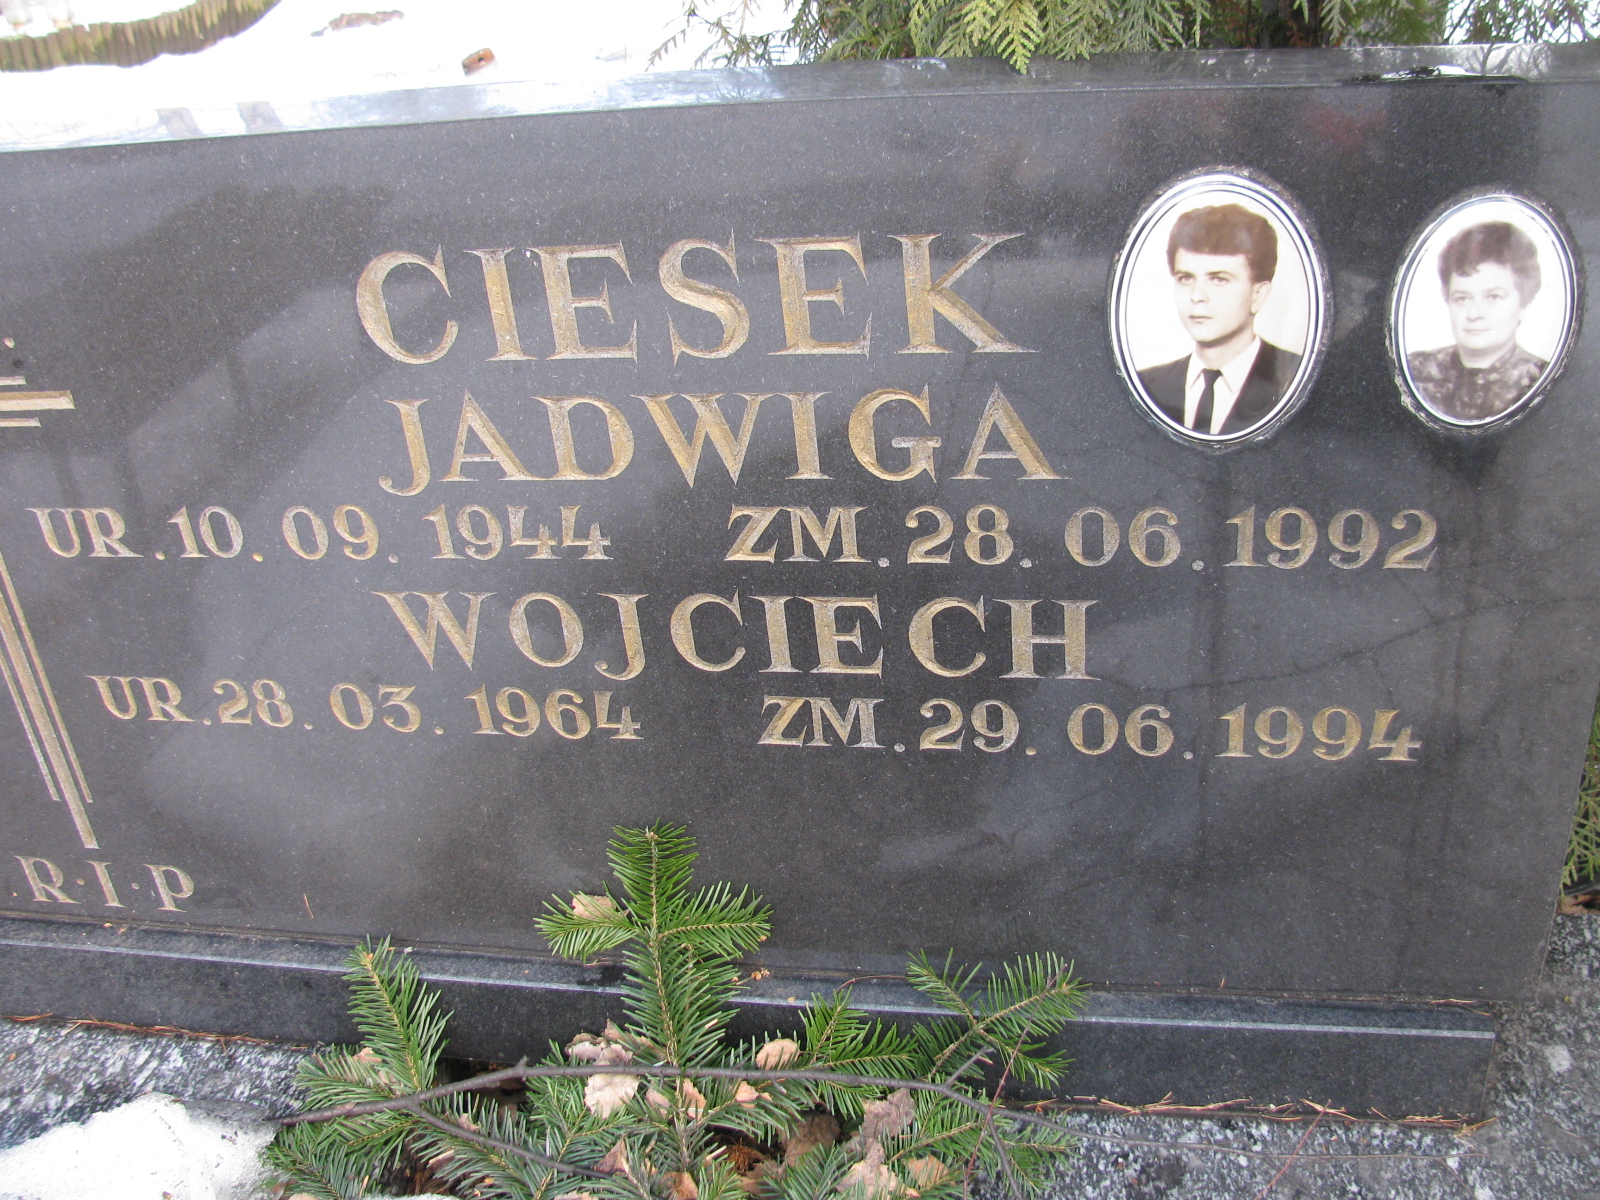 CIESEK
JADWIGA
UR. 10. 09. 1944 ZM. 28. 06. 1992
WOJCIECH
UR. 28. 03. 1964 ZM. 29. 06. 1994
R·I·P